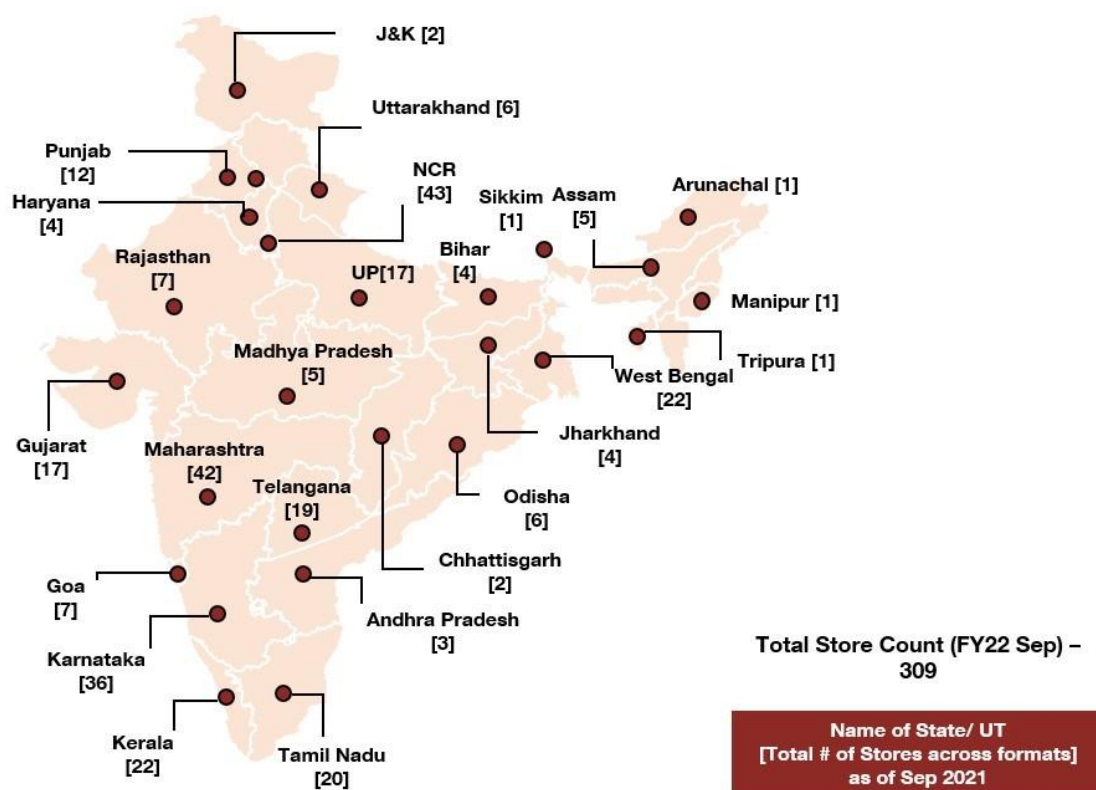 J&K [2]
Uttarakhand [6]
Punjab
[12]
NCR
[43]
Haryana
[4]
Sikkim
[1]
Assam
[5]
Arunachal [1]
Rajasthan
[7]
UP[17]
Bihar
[4]
Manipur [1]
Madhya Pradesh
[5]
Tripura [1]
West Bengal
[22]
Gujarat
[17]
Maharashtra
[42]
Jharkhand
[4]
Telangana
[19]
Odisha
[6]
Chhattisgarh
[2]
Goa
[7]
Andhra Pradesh
[3]
Karnataka
[36]
Kerala
[22]
Tamil Nadu
[20]
Total Store Count (FY22 Sep) –
309
Name of State/ UT
[Total # of Stores across formats]
as of Sep 2021